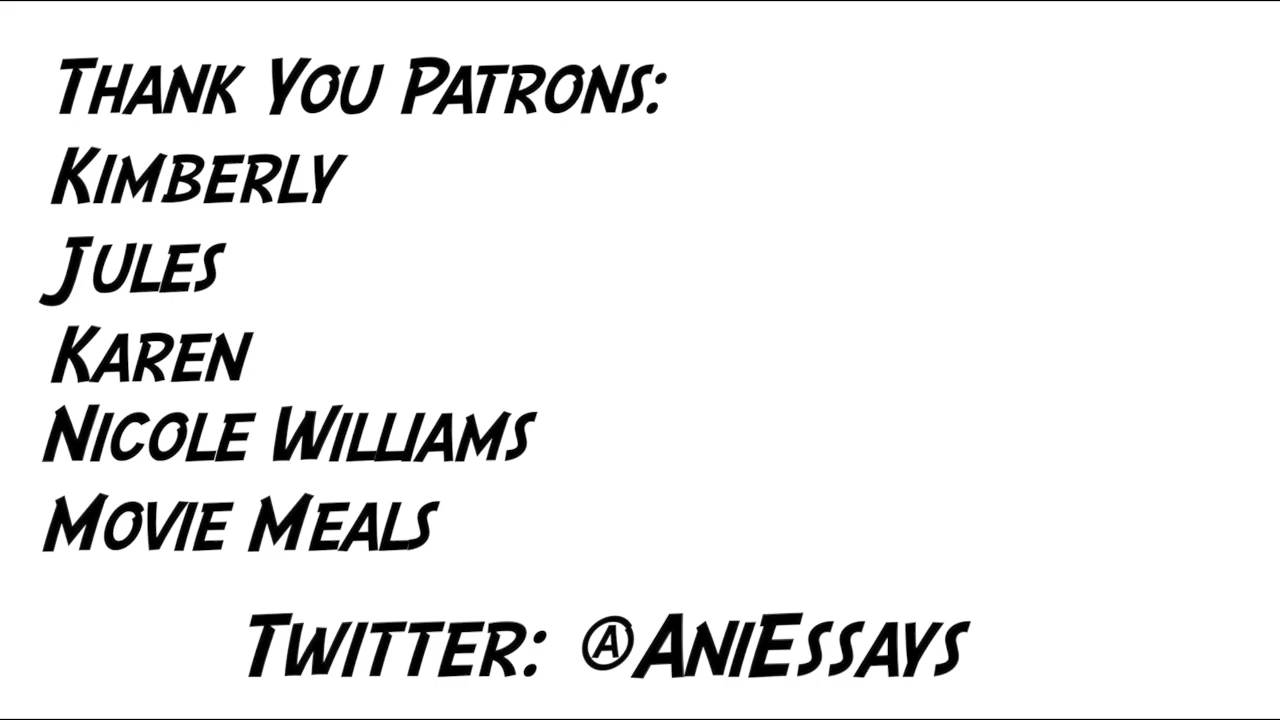 Thank You Patrons:
Kimberly
Jules
Karen
Nicole Williams
Movie Meals
Twitter: @AniEssays